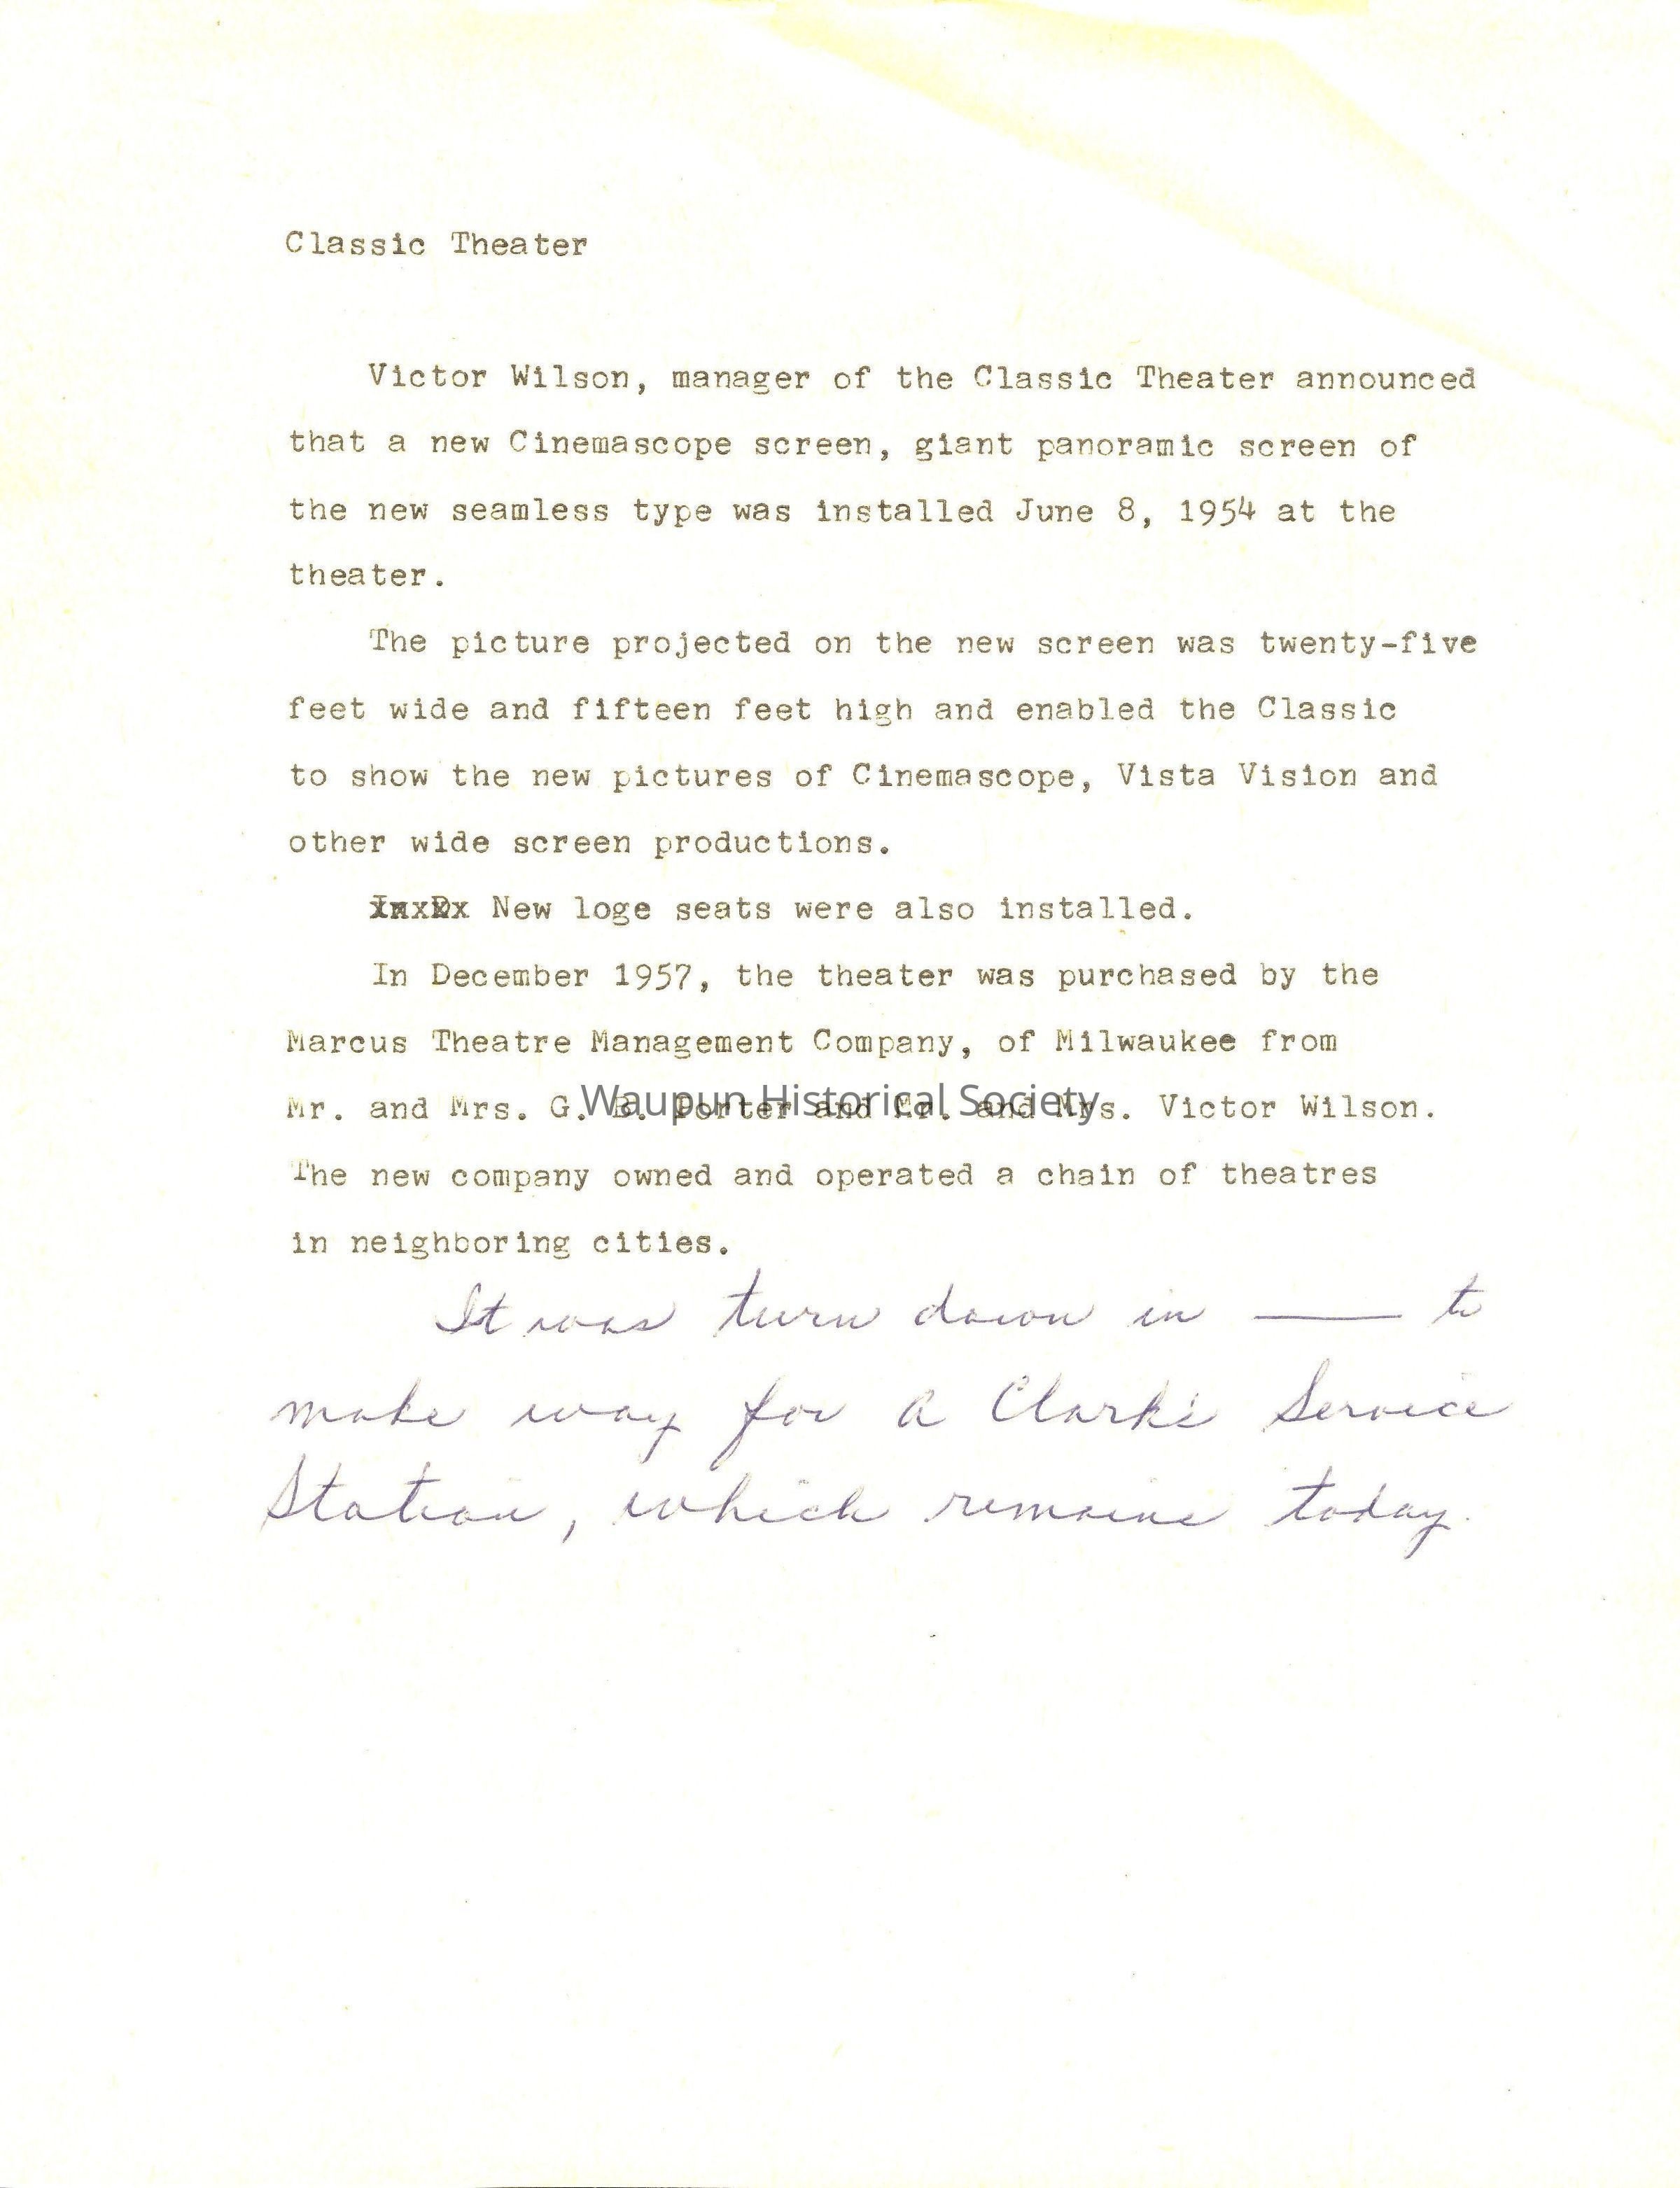 Classic Theater
Victor Wilson, manager of the Classic Theater announced
that a new Cinemascope screen, giant panoramic screen of
the new seamless type was installed June 8, 1954 at the
theater.
The picture projected on the new screen was twenty-five
feet wide and fifteen feet high and enabled the Classic
to show the new pictures of Cinemascope, Vista Vision and
other wide screen productions.
New loge seats were also installed.
In December 1957, the theater was purchased by the
Marcus Theatre Management Company, of Milwaukee from
Mr. and Mrs. G. B. Porter and Mr. and Mrs. Victor Wilson.
Waupun Historical Society
The new company owned and operated a chain of theatres
in neighboring cities.
It was turn down in ——— to
make way for a Clark's Service
Station, which remains today.